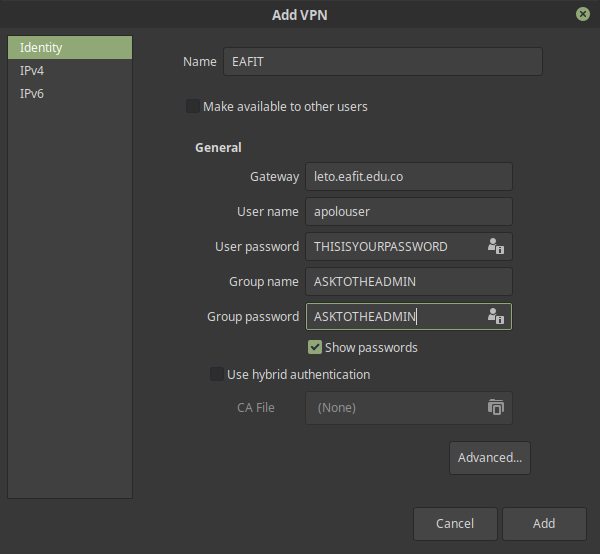 Add VPN
Identity
IPv4
IPv6
Name EAFIT
Make available to other users
General
Gateway leto.eafit.edu.co
User name apolouser
User password THISISYOURPASSWORD
Group name ASKTOTHEADMIN
Group password ASKTOTHEADMIN
Show passwords
Use hybrid authentication
CA File (None)
Advanced...
Cancel Add